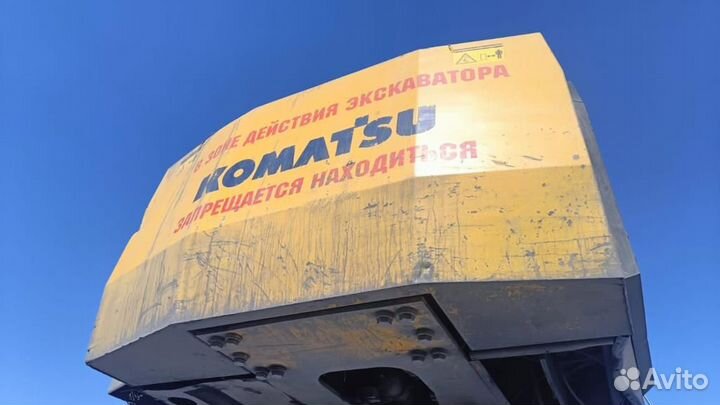 В ЗОНЕ ДЕЙСТВИЯ ЭКСКАВАТОРА
KOMATSU
ЗАПРЕЩАЕТСЯ НАХОДИТЬСЯ
Avito